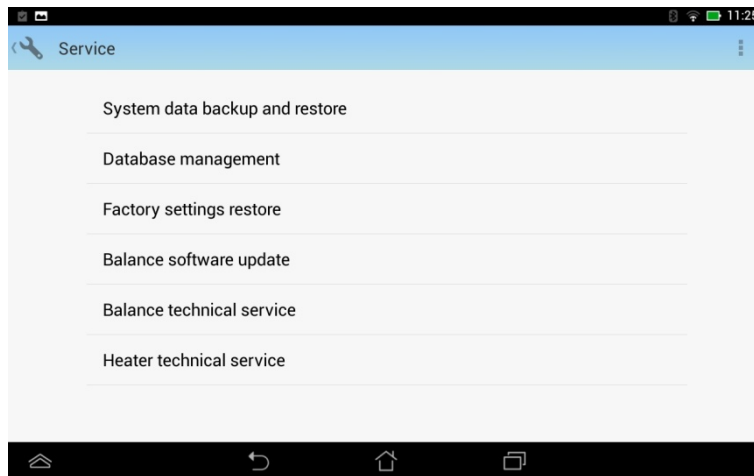 11:25
Service
System data backup and restore
Database management
Factory settings restore
Balance software update
Balance technical service
Heater technical service